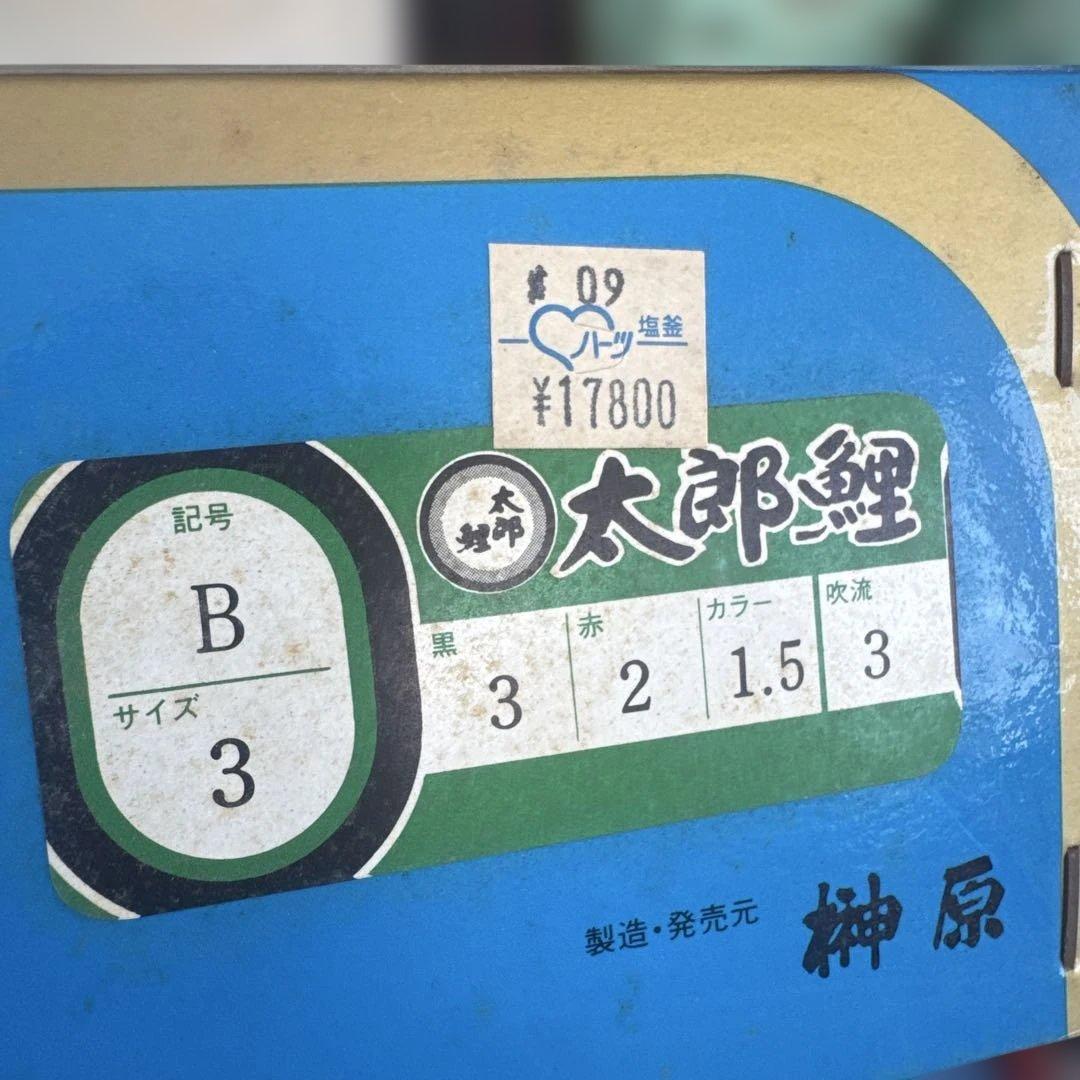 09
ハーツ 塩釜
¥17800
太郎
鯉
太郎鯉
記号
B
サイズ
3
黒 赤 カラー 吹流
3 2 1.5 3
製造・発売元 榊原